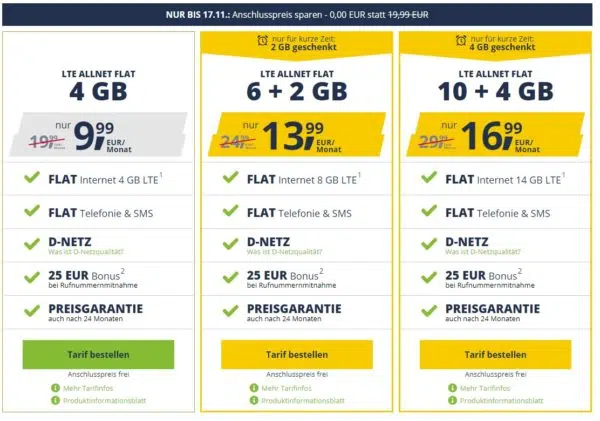 NUR BIS 17.11.: Anschlusspreis sparen - 0,00 EUR statt 19,99 EUR
LTE ALLNET FLAT
4 GB
19,99
nur 9,99
EUR/
Monat
FLAT Internet 4 GB LTE1
FLAT Telefonie & SMS
D-NETZ
Was ist D-Netzqualität?
25 EUR Bonus2
bei Rufnummernmitnahme
PREISGARANTIE
auch nach 24 Monaten
Tarif bestellen
Anschlusspreis frei
Mehr Tarifinfos
Produktinformationsblatt
nur für kurze Zeit:
2 GB geschenkt
LTE ALLNET FLAT
6 + 2 GB
24,99
nur 13,99
EUR/
Monat
FLAT Internet 8 GB LTE1
FLAT Telefonie & SMS
D-NETZ
Was ist D-Netzqualität?
25 EUR Bonus2
bei Rufnummernmitnahme
PREISGARANTIE
auch nach 24 Monaten
Tarif bestellen
Anschlusspreis frei
Mehr Tarifinfos
Produktinformationsblatt
nur für kurze Zeit:
4 GB geschenkt
LTE ALLNET FLAT
10 + 4 GB
29,99
nur 16,99
EUR/
Monat
FLAT Internet 14 GB LTE1
FLAT Telefonie & SMS
D-NETZ
Was ist D-Netzqualität?
25 EUR Bonus2
bei Rufnummernmitnahme
PREISGARANTIE
auch nach 24 Monaten
Tarif bestellen
Anschlusspreis frei
Mehr Tarifinfos
Produktinformationsblatt